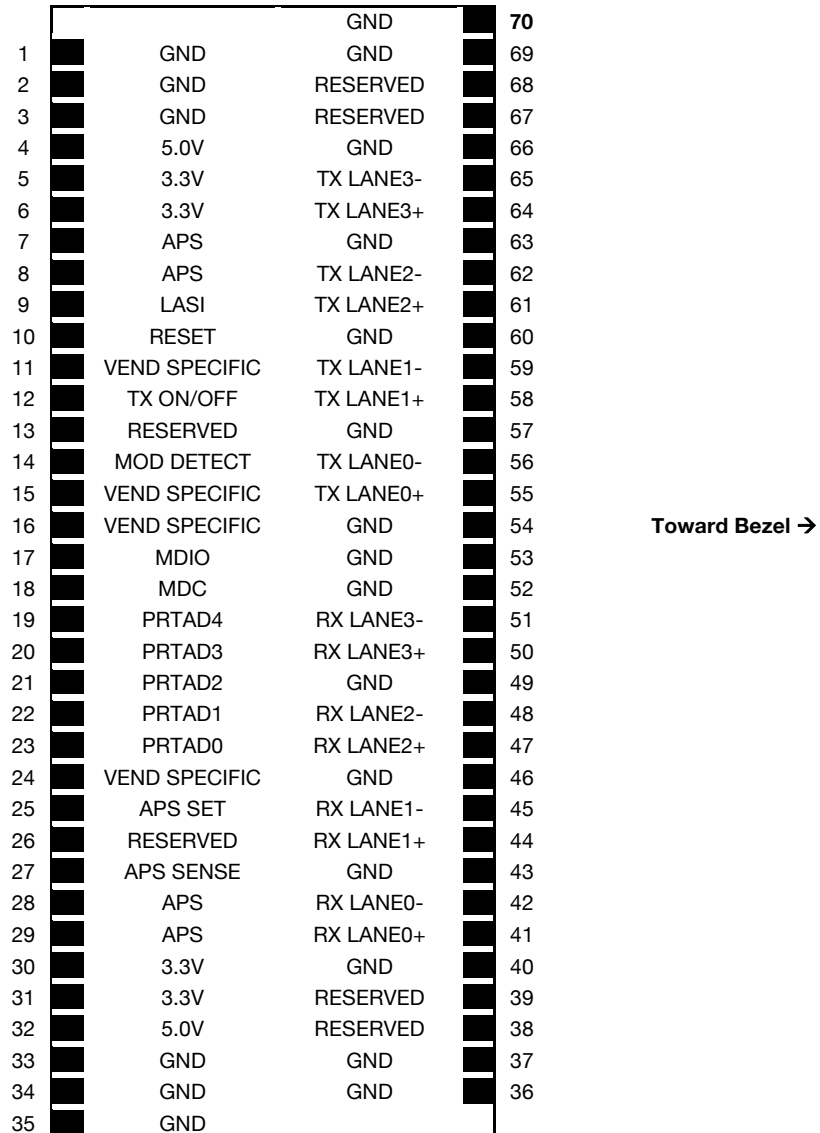 GND 70
1 GND GND 69
2 GND RESERVED 68
3 GND RESERVED 67
4 5.0V GND 66
5 3.3V TX LANE3- 65
6 3.3V TX LANE3+ 64
7 APS GND 63
8 APS TX LANE2- 62
9 LASI TX LANE2+ 61
10 RESET GND 60
11 VEND SPECIFIC TX LANE1- 59
12 TX ON/OFF TX LANE1+ 58
13 RESERVED GND 57
14 MOD DETECT TX LANE0- 56
15 VEND SPECIFIC TX LANE0+ 55
16 VEND SPECIFIC GND 54 Toward Bezel →
17 MDIO GND 53
18 MDC GND 52
19 PRTAD4 RX LANE3- 51
20 PRTAD3 RX LANE3+ 50
21 PRTAD2 GND 49
22 PRTAD1 RX LANE2- 48
23 PRTAD0 RX LANE2+ 47
24 VEND SPECIFIC GND 46
25 APS SET RX LANE1- 45
26 RESERVED RX LANE1+ 44
27 APS SENSE GND 43
28 APS RX LANE0- 42
29 APS RX LANE0+ 41
30 3.3V GND 40
31 3.3V RESERVED 39
32 5.0V RESERVED 38
33 GND GND 37
34 GND GND 36
35 GND